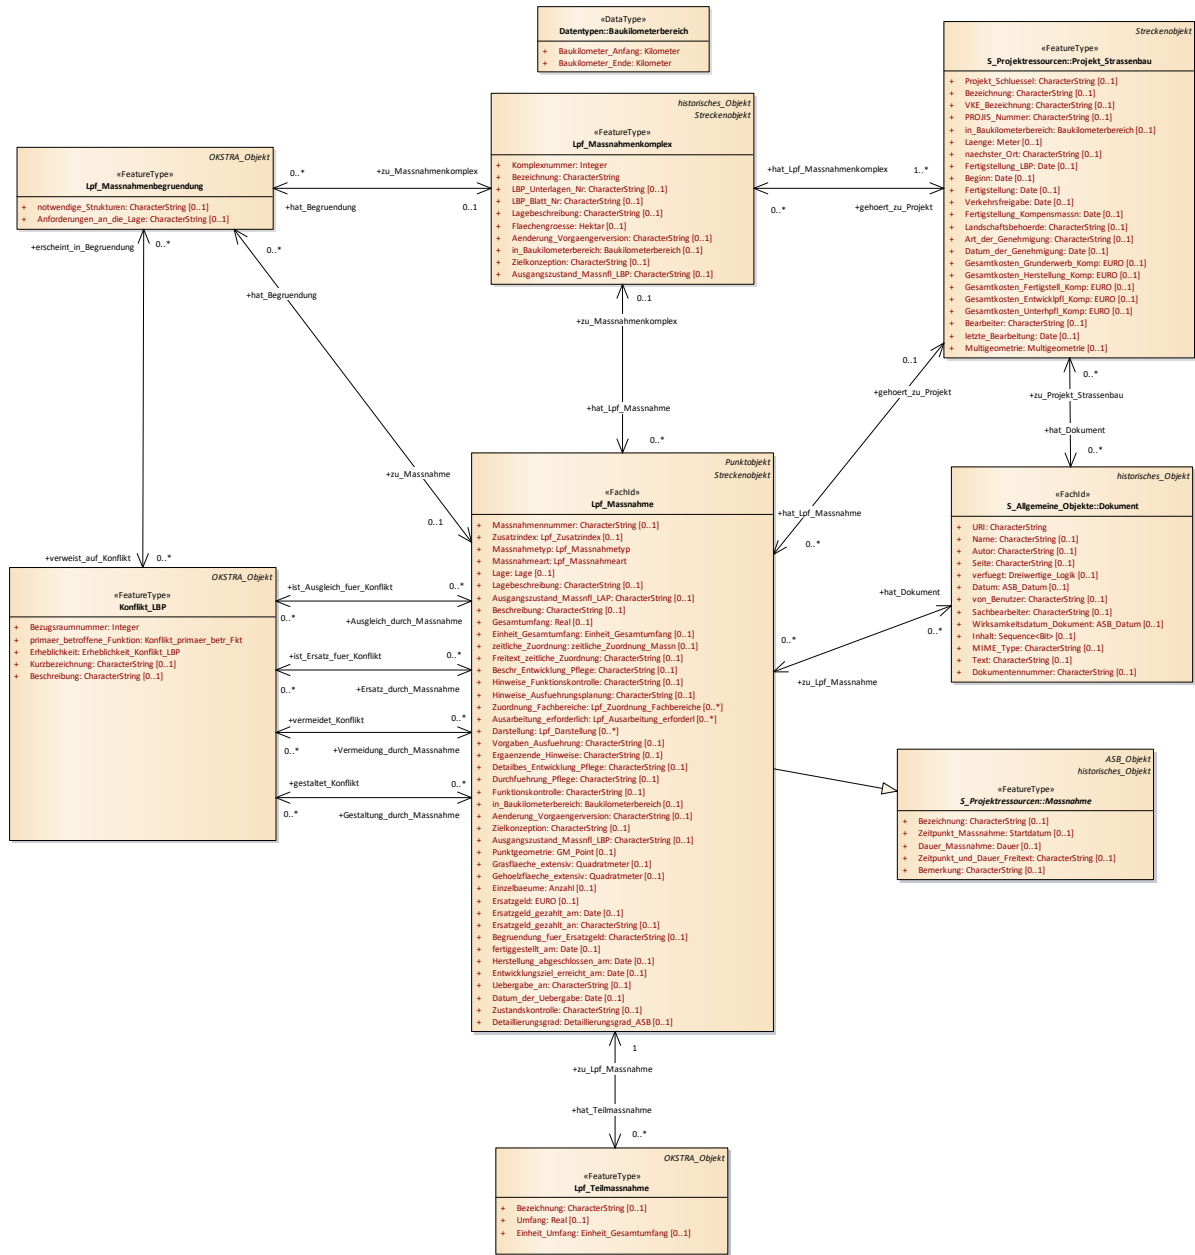 «DataType»
Datentypen::Baukilometerbereich
+ Baukilometer_Anfang: Kilometer
+ Baukilometer_Ende: Kilometer
Streckenobjekt
«FeatureType»
S_Projektressourcen::Projekt_Strassenbau
+ Projekt_Schluessel: CharacterString [0..1]
+ Bezeichnung: CharacterString [0..1]
+ VKE_Bezeichnung: CharacterString [0..1]
+ PROJIS_Nummer: CharacterString [0..1]
+ in_Baukilometerbereich: Baukilometerbereich [0..1]
+ Laenge: Meter [0..1]
+ naechster_Ort: CharacterString [0..1]
+ Fertigstellung_LBP: Date [0..1]
+ Beginn: Date [0..1]
+ Fertigstellung: Date [0..1]
+ Verkehrsfreigabe: Date [0..1]
+ Fertigstellung_Kompensmassn: Date [0..1]
+ Landschaftsbehoerde: CharacterString [0..1]
+ Art_der_Genehmigung: CharacterString [0..1]
+ Datum_der_Genehmigung: Date [0..1]
+ Gesamtkosten_Grunderwerb_Komp: EURO [0..1]
+ Gesamtkosten_Herstellung_Komp: EURO [0..1]
+ Gesamtkosten_Fertigstell_Komp: EURO [0..1]
+ Gesamtkosten_Entwicklpfl_Komp: EURO [0..1]
+ Gesamtkosten_Unterhpfl_Komp: EURO [0..1]
+ Bearbeiter: CharacterString [0..1]
+ letzte_Bearbeitung: Date [0..1]
+ Multigeometrie: Multigeometrie [0..1]
historisches_Objekt
Streckenobjekt
«FeatureType»
Lpf_Massnahmenkomplex
+ Komplexnummer: Integer
+ Bezeichnung: CharacterString
+ LBP_Unterlagen_Nr: CharacterString [0..1]
+ LBP_Blatt_Nr: CharacterString [0..1]
+ Lagebeschreibung: CharacterString [0..1]
+ Flaechengroesse: Hektar [0..1]
+ Aenderung_Vorgaengerversion: CharacterString [0..1]
+ in_Baukilometerbereich: Baukilometerbereich [0..1]
+ Zielkonzeption: CharacterString [0..1]
+ Ausgangszustand_Massnfl_LBP: CharacterString [0..1]
OKSTRA_Objekt
«FeatureType»
Lpf_Massnahmenbegruendung
+ notwendige_Strukturen: CharacterString [0..1]
+ Anforderungen_an_die_Lage: CharacterString [0..1]
0..*
+zu_Massnahmenkomplex
+hat_Begruendung
0..1
+hat_Lpf_Massnahmenkomplex
1..*
0..*
+gehoert_zu_Projekt
+erscheint_in_Begruendung
0..*
0..*
+hat_Begruendung
0..1
+zu_Massnahmenkomplex
+hat_Lpf_Massnahme
0..*
0..1
+gehoert_zu_Projekt
+hat_Lpf_Massnahme
0..*
0..*
+zu_Projekt_Strassenbau
+hat_Dokument
0..*
+zu_Massnahme
0..1
+verweist_auf_Konflikt
0..*
Punktobjekt
Streckenobjekt
«FachId»
Lpf_Massnahme
+ Massnahmennummer: CharacterString [0..1]
+ Zusatzindex: Lpf_Zusatzindex [0..1]
+ Massnahmetyp: Lpf_Massnahmetyp
+ Massnahmeart: Lpf_Massnahmeart
+ Lage: Lage [0..1]
+ Lagebeschreibung: CharacterString [0..1]
+ Ausgangszustand_Massnfl_LAP: CharacterString [0..1]
+ Beschreibung: CharacterString [0..1]
+ Gesamtumfang: Real [0..1]
+ Einheit_Gesamtumfang: Einheit_Gesamtumfang [0..1]
+ zeitliche_Zuordnung: zeitliche_Zuordnung_Massn [0..1]
+ Freitext_zeitliche_Zuordnung: CharacterString [0..1]
+ Beschr_Entwicklung_Pflege: CharacterString [0..1]
+ Hinweise_Funktionskontrolle: CharacterString [0..1]
+ Hinweise_Ausfuehrungsplanung: CharacterString [0..1]
+ Zuordnung_Fachbereiche: Lpf_Zuordnung_Fachbereiche [0..*]
+ Ausarbeitung_erforderlich: Lpf_Ausarbeitung_erforderl [0..*]
+ Darstellung: Lpf_Darstellung [0..*]
+ Vorgaben_Ausfuehrung: CharacterString [0..1]
+ Ergaenzende_Hinweise: CharacterString [0..1]
+ Detailbes_Entwicklung_Pflege: CharacterString [0..1]
+ Durchfuehrung_Pflege: CharacterString [0..1]
+ Funktionskontrolle: CharacterString [0..1]
+ in_Baukilometerbereich: Baukilometerbereich [0..1]
+ Aenderung_Vorgaengerversion: CharacterString [0..1]
+ Zielkonzeption: CharacterString [0..1]
+ Ausgangszustand_Massnfl_LBP: CharacterString [0..1]
+ Punktgeometrie: GM_Point [0..1]
+ Grasflaeche_extensiv: Quadratmeter [0..1]
+ Gehoelzflaeche_extensiv: Quadratmeter [0..1]
+ Einzelbaeume: Anzahl [0..1]
+ Ersatzgeld: EURO [0..1]
+ Ersatzgeld_gezahlt_am: Date [0..1]
+ Ersatzgeld_gezahlt_an: CharacterString [0..1]
+ Begruendung_fuer_Ersatzgeld: CharacterString [0..1]
+ fertiggestellt_am: Date [0..1]
+ Herstellung_abgeschlossen_am: Date [0..1]
+ Entwicklungsziel_erreicht_am: Date [0..1]
+ Uebergabe_an: CharacterString [0..1]
+ Datum_der_Uebergabe: Date [0..1]
+ Zustandskontrolle: CharacterString [0..1]
+ Detaillierungsgrad: Detaillierungsgrad_ASB [0..1]
historisches_Objekt
«FachId»
S_Allgemeine_Objekte::Dokument
+ URI: CharacterString
+ Name: CharacterString [0..1]
+ Autor: CharacterString [0..1]
+ Seite: CharacterString [0..1]
+ verfuegt: Dreiwertige_Logik [0..1]
+ Datum: ASB_Datum [0..1]
+ von_Benutzer: CharacterString [0..1]
+ Sachbearbeiter: CharacterString [0..1]
+ Wirksamkeitsdatum_Dokument: ASB_Datum [0..1]
+ Inhalt: Sequence<Bit> [0..1]
+ MIME_Type: CharacterString [0..1]
+ Text: CharacterString [0..1]
+ Dokumentennummer: CharacterString [0..1]
+hat_Dokument
0..*
0..*
+zu_Lpf_Massnahme
OKSTRA_Objekt
«FeatureType»
Konflikt_LBP
+ Bezugsraumnummer: Integer
+ primaer_betroffene_Funktion: Konflikt_primaer_betr_Fkt
+ Erheblichkeit: Erheblichkeit_Konflikt_LBP
+ Kurzbezeichnung: CharacterString [0..1]
+ Beschreibung: CharacterString [0..1]
+ist_Ausgleich_fuer_Konflikt
0..*
0..*
+Ausgleich_durch_Massnahme
+ist_Ersatz_fuer_Konflikt
0..*
0..*
+Ersatz_durch_Massnahme
+vermeidet_Konflikt
0..*
0..*
+Vermeidung_durch_Massnahme
+gestaltet_Konflikt
0..*
0..*
+Gestaltung_durch_Massnahme
ASB_Objekt
historisches_Objekt
«FeatureType»
S_Projektressourcen::Massnahme
+ Bezeichnung: CharacterString [0..1]
+ Zeitpunkt_Massnahme: Startdatum [0..1]
+ Dauer_Massnahme: Dauer [0..1]
+ Zeitpunkt_und_Dauer_Freitext: CharacterString [0..1]
+ Bemerkung: CharacterString [0..1]
1
+zu_Lpf_Massnahme
+hat_Teilmassnahme
0..*
OKSTRA_Objekt
«FeatureType»
Lpf_Teilmassnahme
+ Bezeichnung: CharacterString [0..1]
+ Umfang: Real [0..1]
+ Einheit_Umfang: Einheit_Gesamtumfang [0..1]